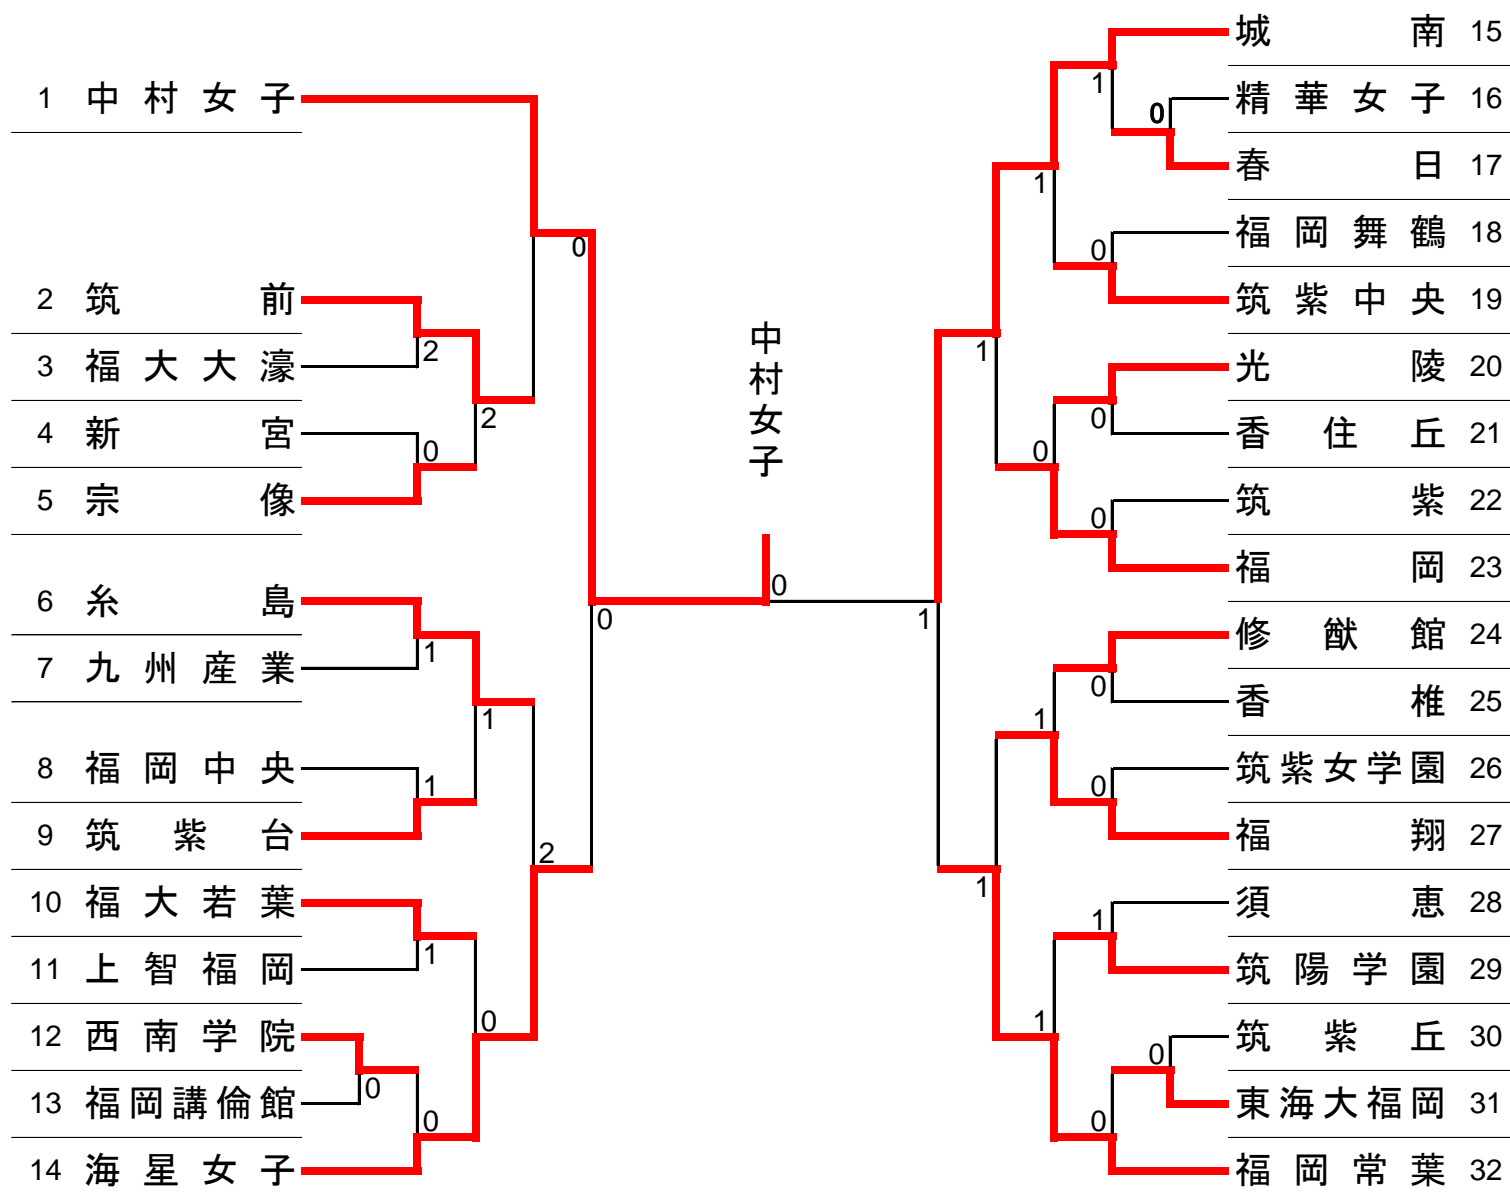 1 中村女子
2 筑前
3 福大大濠
4 新宮
5 宗像
6 糸島
7 九州産業
8 福岡中央
9 筑紫台
10 福大若葉
11 上智福岡
12 西南学院
13 福岡講倫館
14 海星女子
0
2
0
2
1
1
1
2
1
0
0
0
中村女子
0
0
1
城南 15
精華女子 16
春日 17
福岡舞鶴 18
筑紫中央 19
光陵 20
香住丘 21
筑紫 22
福岡 23
修猷館 24
香椎 25
筑紫女学園 26
福翔 27
須恵 28
筑陽学園 29
筑紫丘 30
東海大福岡 31
福岡常葉 32
1
0
1
0
1
0
0
0
0
1
0
1
1
1
0
0